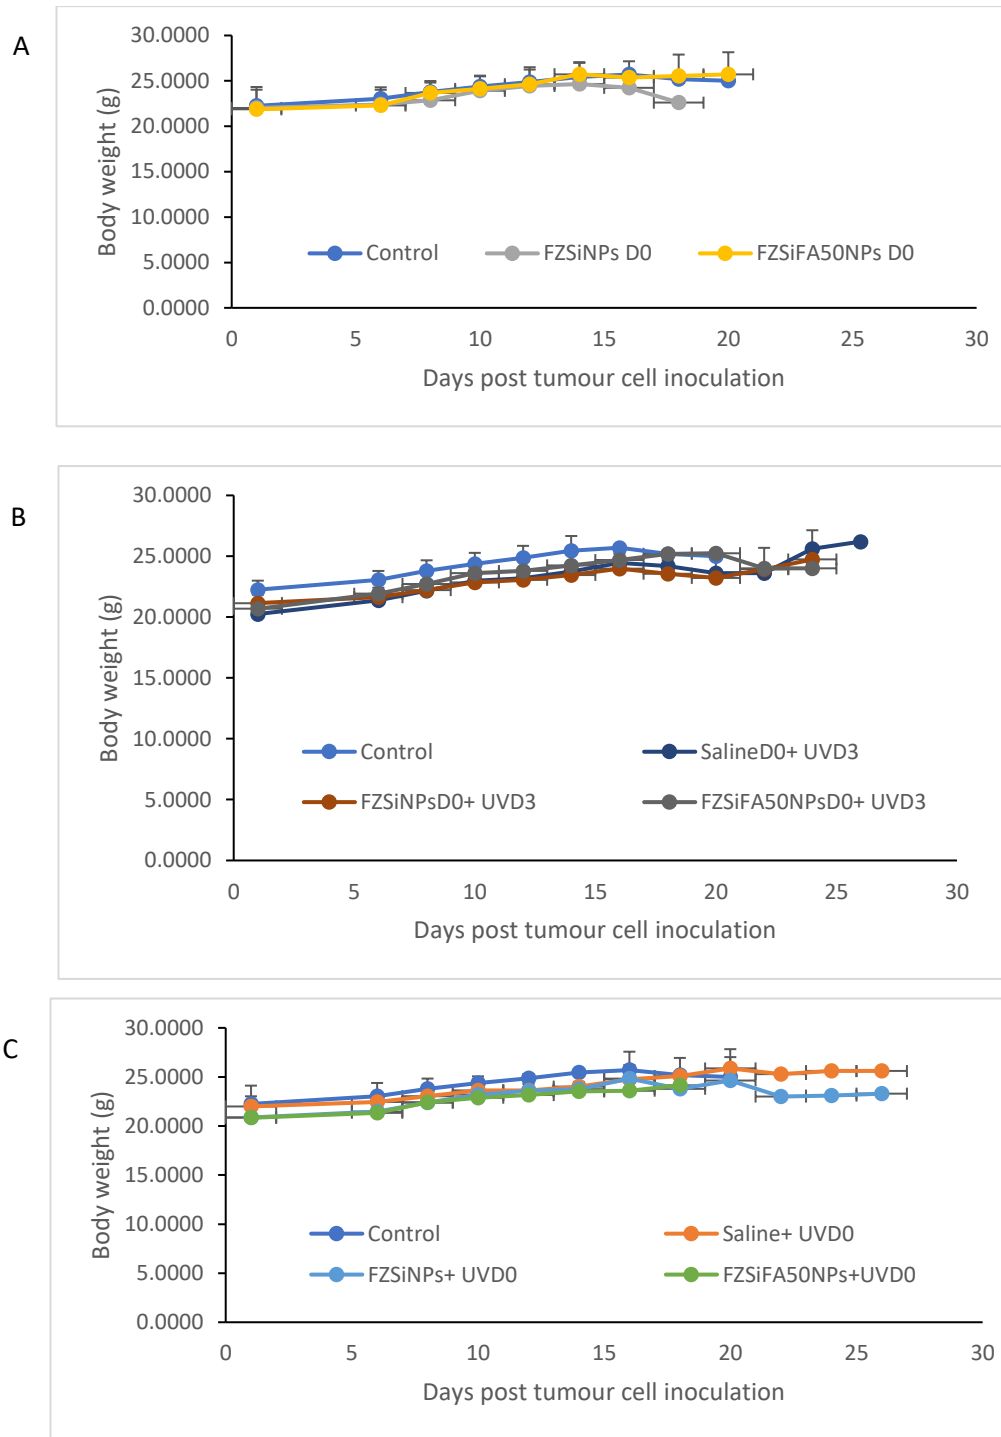 A
30.0000
25.0000
20.0000
15.0000
10.0000
5.0000
0.0000
Body weight (g)
Control FZSiNPs D0 FZSiFA50NPs D0
0 5 10 15 20 25 30
Days post tumour cell inoculation
B
30.0000
25.0000
20.0000
15.0000
10.0000
5.0000
0.0000
Body weight (g)
Control SalineD0+ UVD3
FZSiNPsD0+ UVD3 FZSiFA50NPsD0+ UVD3
0 5 10 15 20 25 30
Days post tumour cell inoculation
C
30.0000
25.0000
20.0000
15.0000
10.0000
5.0000
0.0000
Body weight (g)
Control Saline+ UVD0
FZSiNPs+ UVD0 FZSiFA50NPs+UVD0
0 5 10 15 20 25 30
Days post tumour cell inoculation